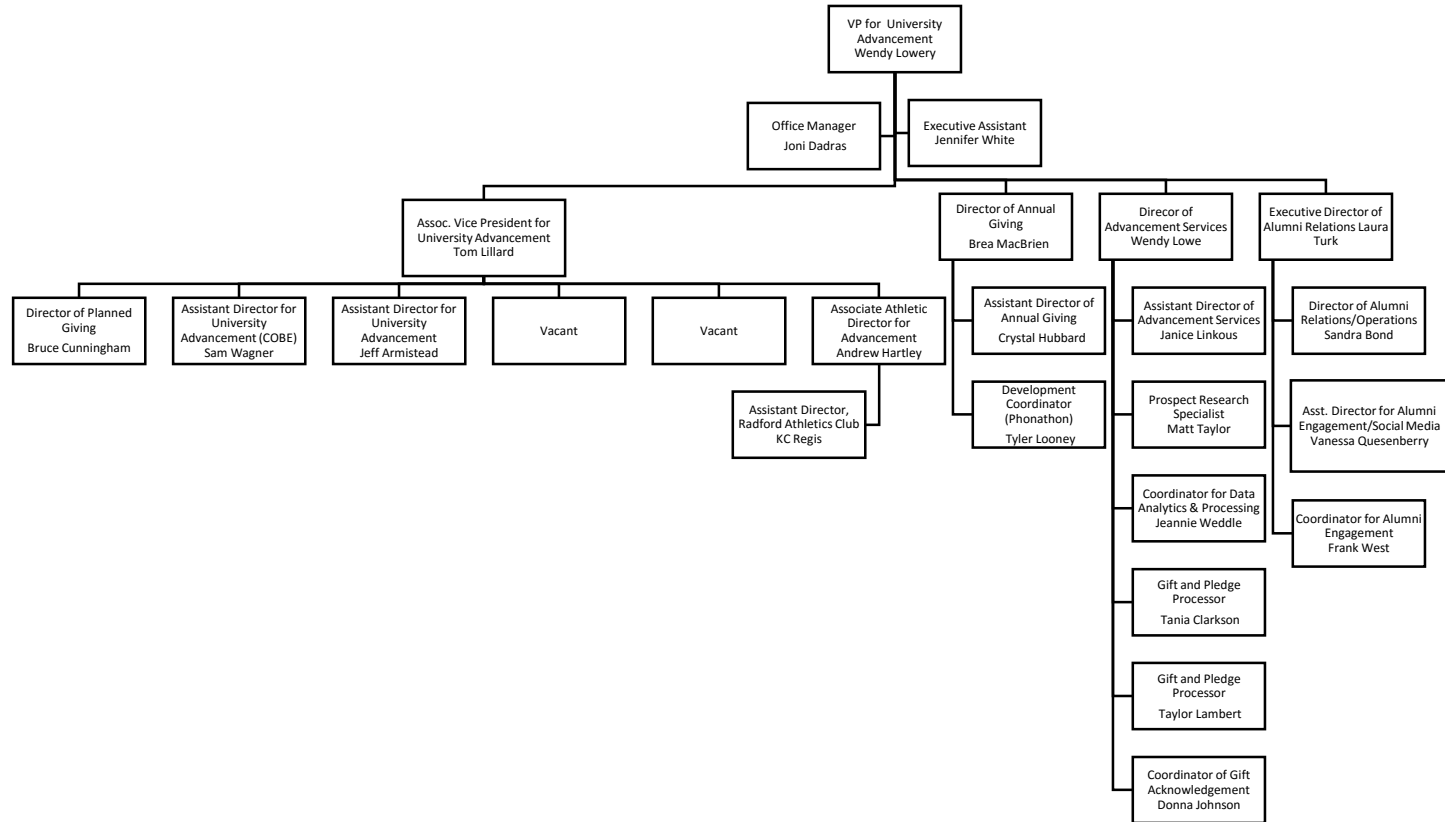 VP for University
Advancement
Wendy Lowery
Office Manager
Joni Dadras
Executive Assistant
Jennifer White
Assoc. Vice President for
University Advancement
Tom Lillard
Director of Annual
Giving
Brea MacBrien
Direcor of
Advancement Services
Wendy Lowe
Executive Director of
Alumni Relations Laura
Turk
Director of Planned
Giving
Bruce Cunningham
Assistant Director for
University
Advancement (COBE)
Sam Wagner
Assistant Director for
University
Advancement
Jeff Armistead
Vacant
Vacant
Associate Athletic
Director for
Advancement
Andrew Hartley
Assistant Director,
Radford Athletics Club
KC Regis
Assistant Director of
Annual Giving
Crystal Hubbard
Development
Coordinator
(Phonathon)
Tyler Looney
Assistant Director of
Advancement Services
Janice Linkous
Prospect Research
Specialist
Matt Taylor
Coordinator for Data
Analytics & Processing
Jeannie Weddle
Gift and Pledge
Processor
Tania Clarkson
Gift and Pledge
Processor
Taylor Lambert
Coordinator of Gift
Acknowledgement
Donna Johnson
Director of Alumni
Relations/Operations
Sandra Bond
Asst. Director for Alumni
Engagement/Social Media
Vanessa Quesenberry
Coordinator for Alumni
Engagement
Frank West